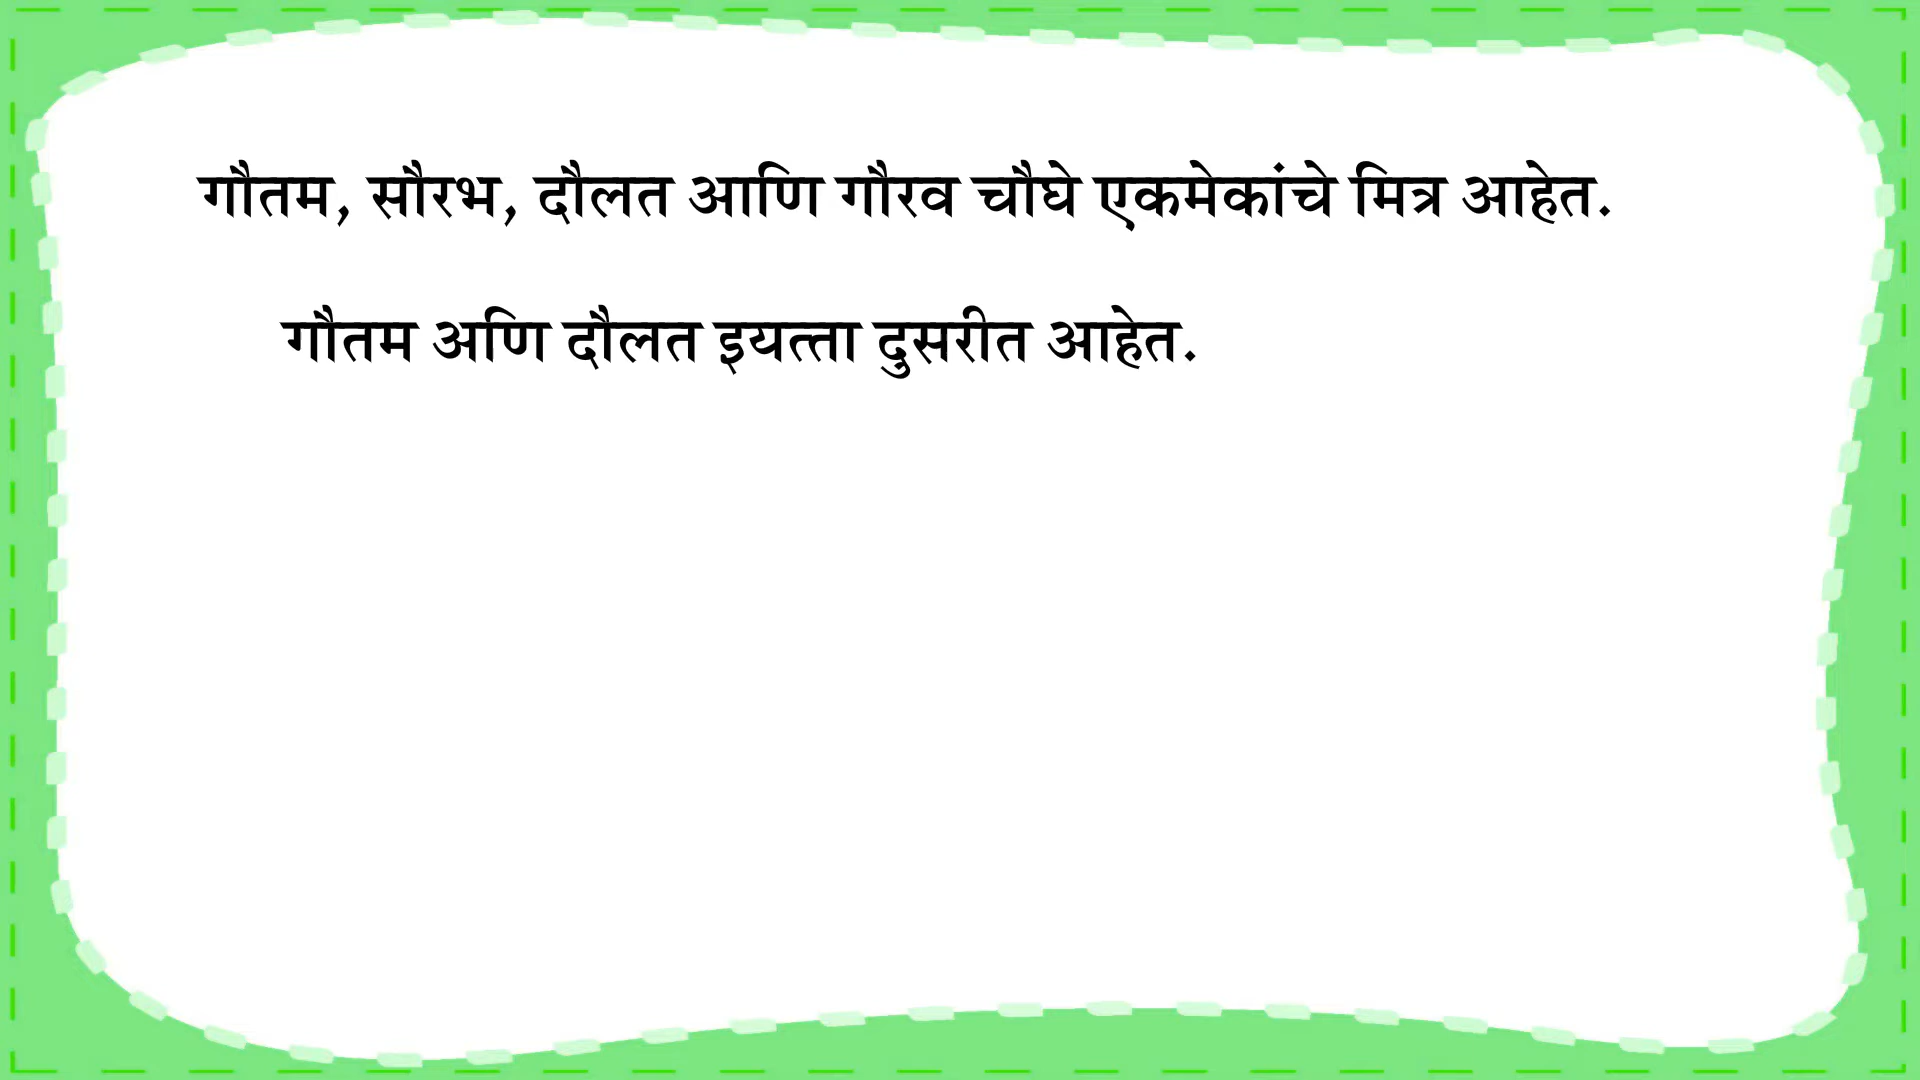 गौतम, सौरभ, दौलत आणि गौरव चौघे एकमेकांचे मित्र आहेत.
गौतम अणि दौलत इयत्ता दुसरीत आहेत.